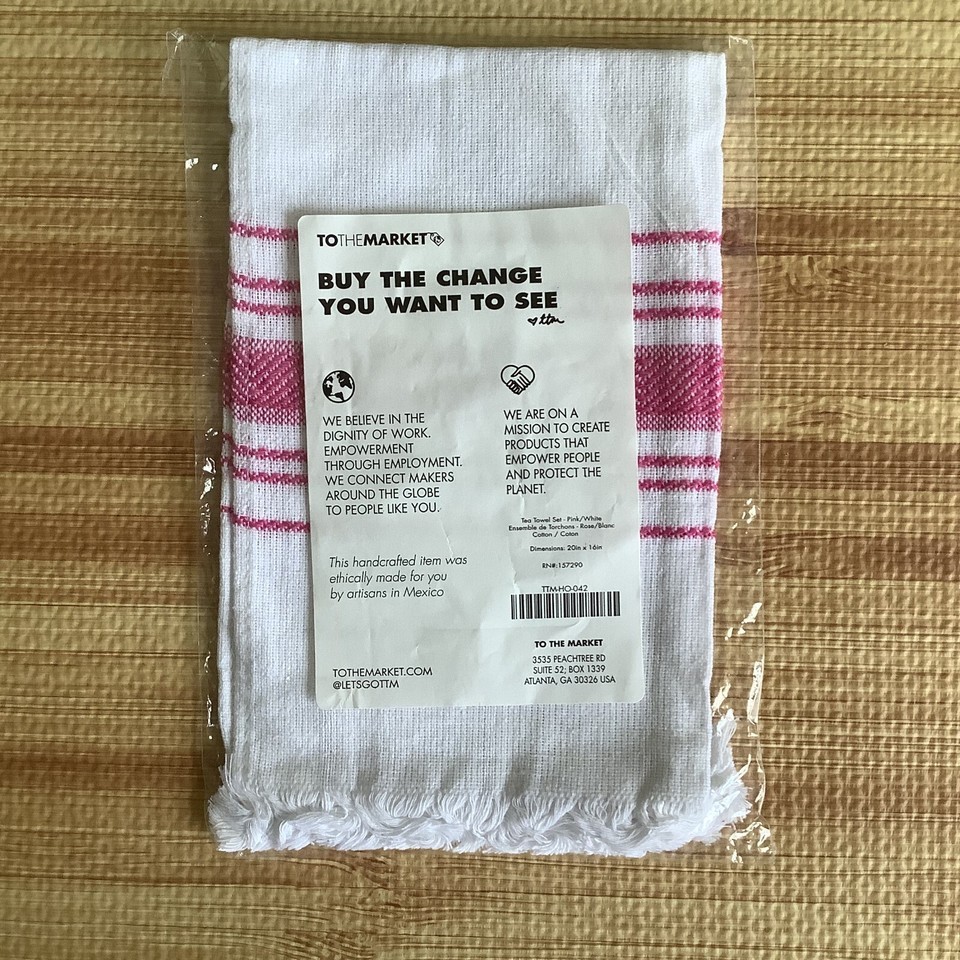 TOTHEMARKET
BUY THE CHANGE
YOU WANT TO SEE
ttm
WE BELIEVE IN THE
DIGNITY OF WORK.
EMPOWERMENT
THROUGH EMPLOYMENT.
WE CONNECT MAKERS
AROUND THE GLOBE
TO PEOPLE LIKE YOU.
This handcrafted item was
ethically made for you
by artisans in Mexico
TOTHEMARKET.COM
@LETSGOTTM
WE ARE ON A
MISSION TO CREATE
PRODUCTS THAT
EMPOWER PEOPLE
AND PROTECT THE
PLANET.
Tea Towel Set - Pink/White
Ensemble de Torchons - Rose/Blanc
Cotton / Coton
Dimensions: 20in x 16in
RN#:157290
TTM-HO-042
TO THE MARKET
3535 PEACHTREE RD
SUITE 52; BOX 1339
ATLANTA, GA 30326 USA